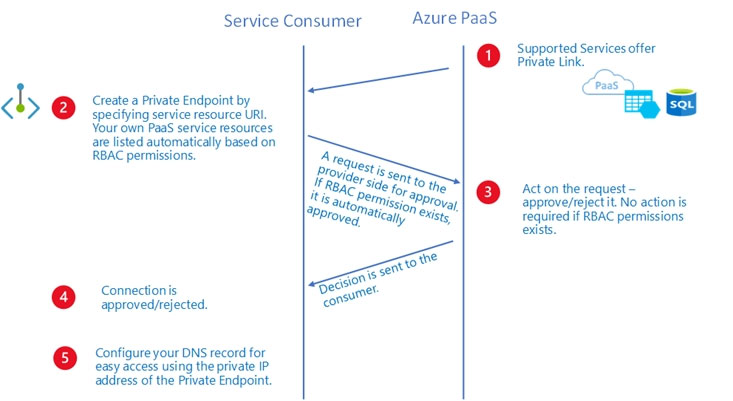 Service Consumer
Azure PaaS
1
Supported Services offer
Private Link.
PaaS
SQL
2
Create a Private Endpoint by
specifying service resource URI.
Your own PaaS service resources
are listed automatically based on
RBAC permissions.
A request is sent to the
provider side for approval.
If RBAC permission exists,
it is automatically
approved.
3
Act on the request –
approve/reject it. No action is
required if RBAC permissions
exists.
Decision is sent to the
consumer.
4
Connection is
approved/rejected.
5
Configure your DNS record for
easy access using the private IP
address of the Private Endpoint.